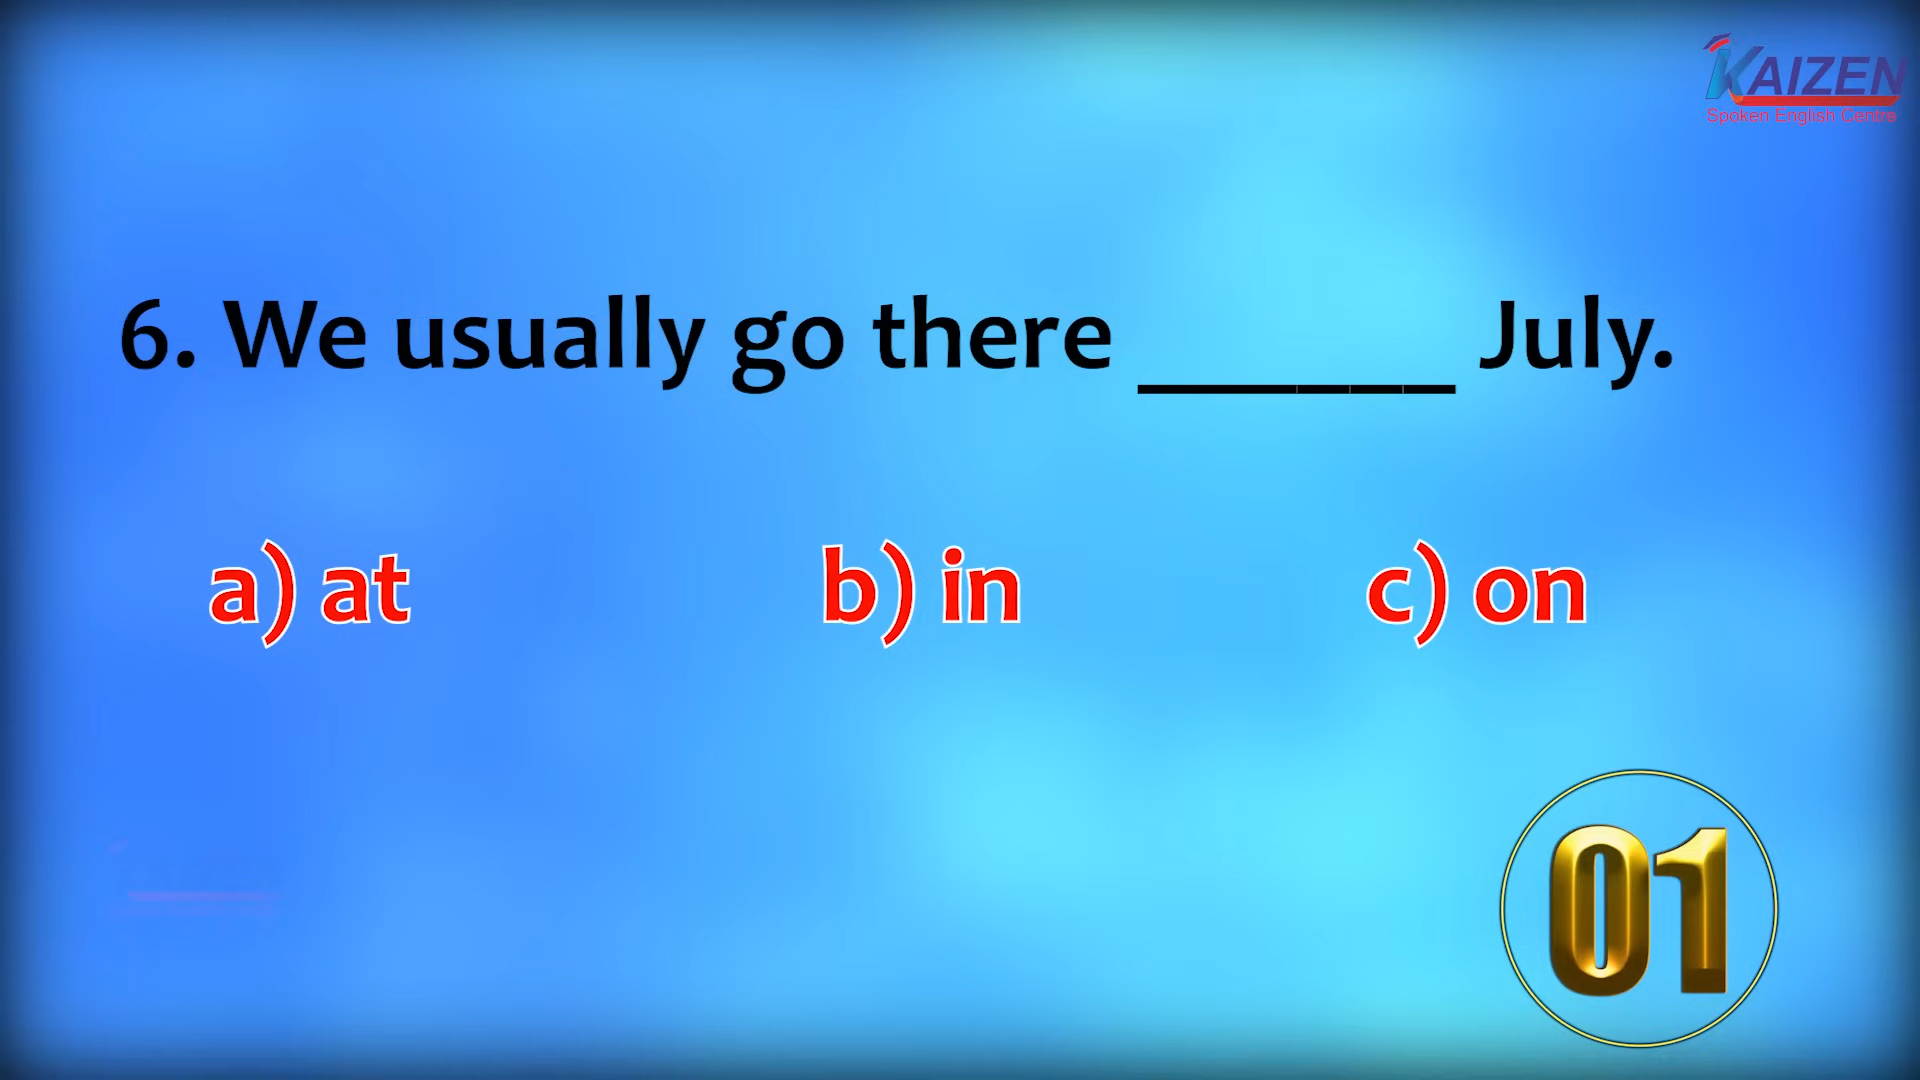 KAIZEN
Spoken English Centre
6. We usually go there ______ July.
a) at b) in c) on
01